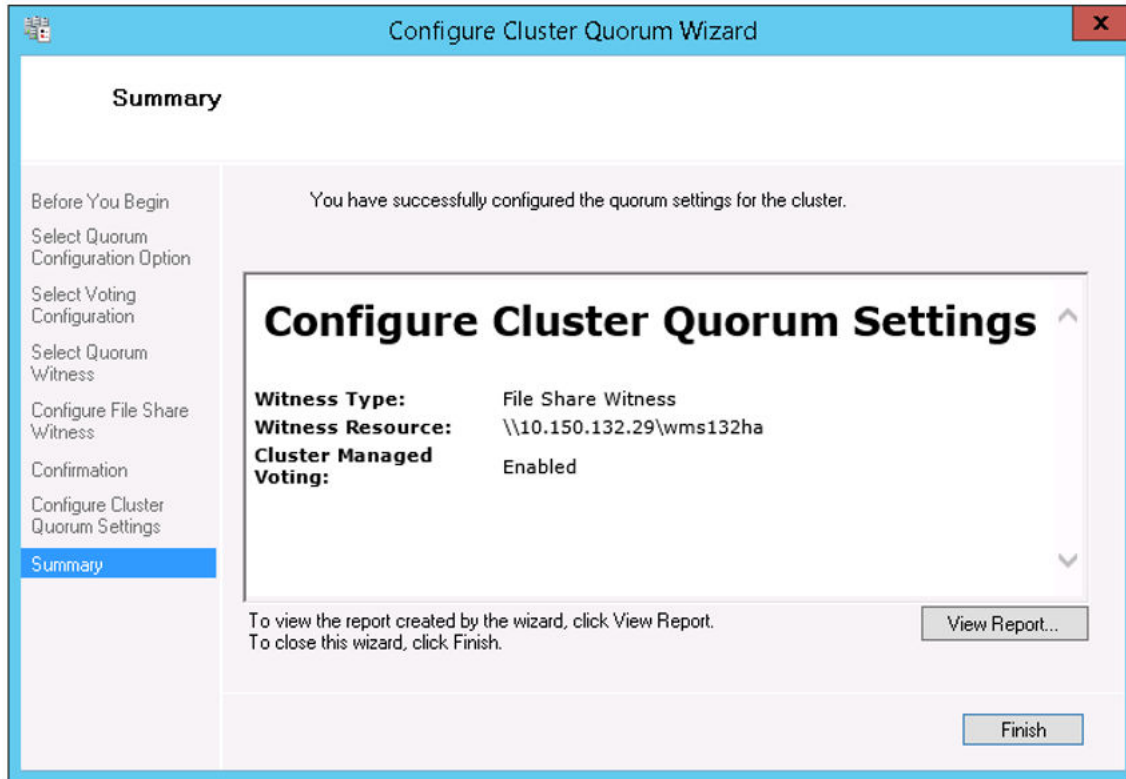 Configure Cluster Quorum Wizard
x
Summary
Before You Begin
Select Quorum
Configuration Option
Select Voting
Configuration
Select Quorum
Witness
Configure File Share
Witness
Confirmation
Configure Cluster
Quorum Settings
Summary
You have successfully configured the quorum settings for the cluster.
Configure Cluster Quorum Settings
Witness Type: File Share Witness
Witness Resource: \\10.150.132.29\wms132ha
Cluster Managed
Voting: Enabled
To view the report created by the wizard, click View Report.
To close this wizard, click Finish.
View Report...
Finish